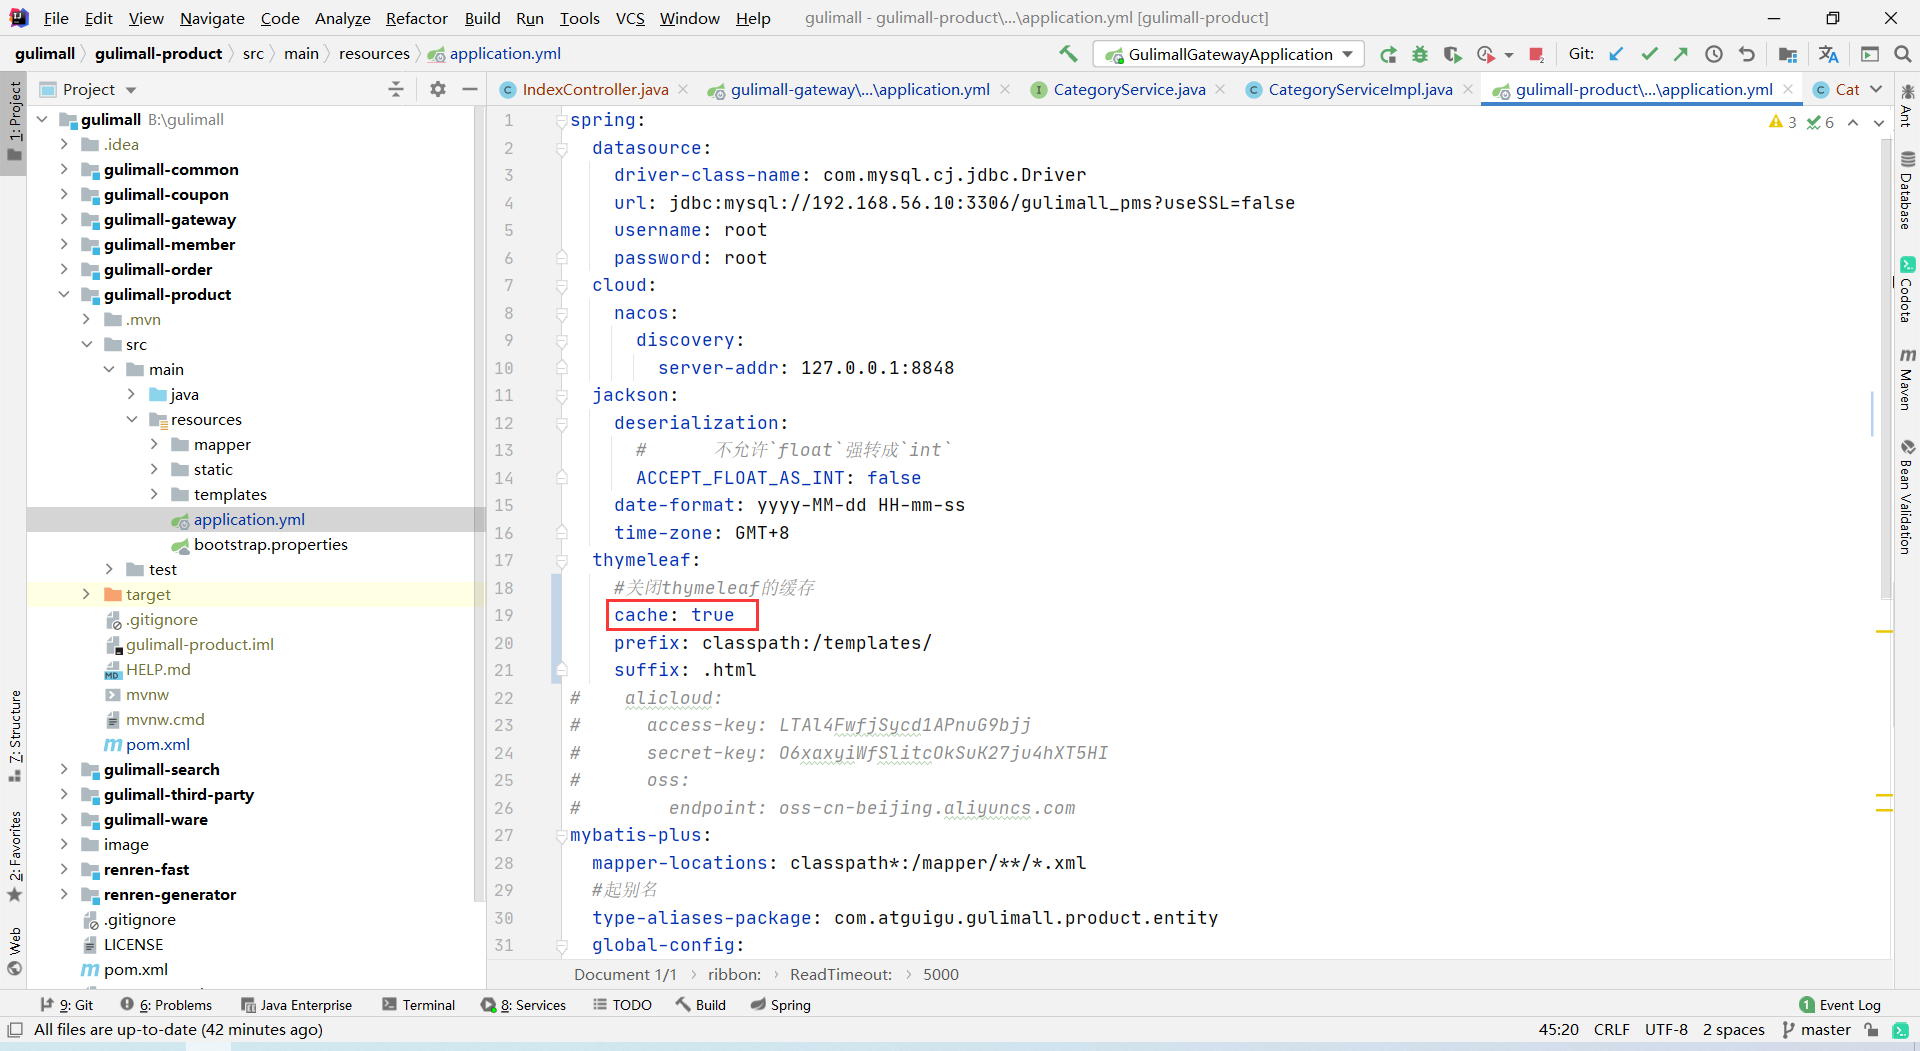 File Edit View Navigate Code Analyze Refactor Build Run Tools VCS Window Help gulimall - gulimall-product\...\application.yml [gulimall-product]
gulimall gulimall-product src main resources application.yml GulimallGatewayApplication Git:
Project
IndexController.java gulimall-gateway\...\application.yml CategoryService.java CategoryServiceImpl.java gulimall-product\...\application.yml Cat
1: Project
7: Structure
2: Favorites
Web
gulimall B:\gulimall
.idea
gulimall-common
gulimall-coupon
gulimall-gateway
gulimall-member
gulimall-order
gulimall-product
.mvn
src
main
java
resources
mapper
static
templates
application.yml
bootstrap.properties
test
target
.gitignore
gulimall-product.iml
HELP.md
mvnw
mvnw.cmd
pom.xml
gulimall-search
gulimall-third-party
gulimall-ware
image
renren-fast
renren-generator
.gitignore
LICENSE
pom.xml
3 6
1 spring:
2 datasource:
3 driver-class-name: com.mysql.cj.jdbc.Driver
4 url: jdbc:mysql://192.168.56.10:3306/gulimall_pms?useSSL=false
5 username: root
6 password: root
7 cloud:
8 nacos:
9 discovery:
10 server-addr: 127.0.0.1:8848
11 jackson:
12 deserialization:
13 # 不允许`float`强转成`int`
14 ACCEPT_FLOAT_AS_INT: false
15 date-format: yyyy-MM-dd HH-mm-ss
16 time-zone: GMT+8
17 thymeleaf:
18 #关闭thymeleaf的缓存
19 cache: true
20 prefix: classpath:/templates/
21 suffix: .html
22 # alicloud:
23 # access-key: LTAl4FwfjSycd1APnuG9bjj
24 # secret-key: O6xaxyiWfSlitcOkSuK27ju4hXT5HI
25 # oss:
26 # endpoint: oss-cn-beijing.aliyuncs.com
27 mybatis-plus:
28 mapper-locations: classpath*:/mapper/**/*.xml
29 #起别名
30 type-aliases-package: com.atguigu.gulimall.product.entity
31 global-config:
Document 1/1 ribbon: ReadTimeout: 5000
Ant
Database
Codota
Maven
Bean Validation
9: Git 6: Problems Java Enterprise Terminal 8: Services TODO Build Spring 1 Event Log
All files are up-to-date (42 minutes ago) 45:20 CRLF UTF-8 2 spaces master